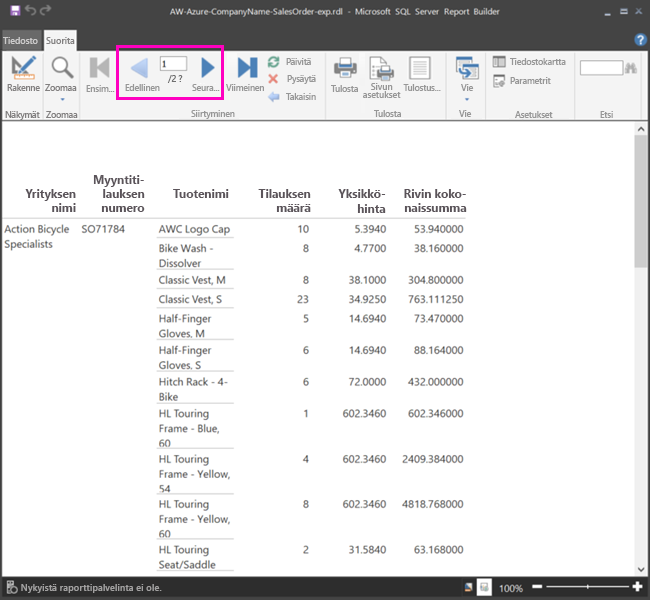 AW-Azure-CompanyName-SalesOrder-exp.rdl - Microsoft SQL Server Report Builder
Tiedosto Suorita
Rakenne Zoomaa Ensim... Edellinen 1 /2 ? Seura... Viimeinen
Päivitä
Pysäytä
Takaisin
Tulosta Sivun asetukset Tulostus...
Vie
Tiedostokartta
Parametrit
Näkymät Zoomaa Siirtyminen Tulosta Vie Asetukset Etsi
Yrityksen nimi
Myyntiti-
lauksen
numero
Tuotenimi
Tilauksen
määrä
Yksikkö-
hinta
Rivin koko-
naissumma
Action Bicycle SO71784 AWC Logo Cap 10 5.3940 53.940000
Specialists
Bike Wash - 8 4.7700 38.160000
Dissolver
Classic Vest, M 8 38.1000 304.800000
Classic Vest, S 23 34.9250 763.111250
Half-Finger 5 14.6940 73.470000
Gloves, M
Half-Finger 6 14.6940 88.164000
Gloves, S
Hitch Rack - 4- 6 72.0000 432.000000
Bike
HL Touring 1 602.3460 602.346000
Frame - Blue,
60
HL Touring 4 602.3460 2409.384000
Frame - Yellow,
54
HL Touring 8 602.3460 4818.768000
Frame - Yellow,
60
HL Touring 2 31.5840 63.168000
Seat/Saddle
Nykyistä raporttipalvelinta ei ole. 100%